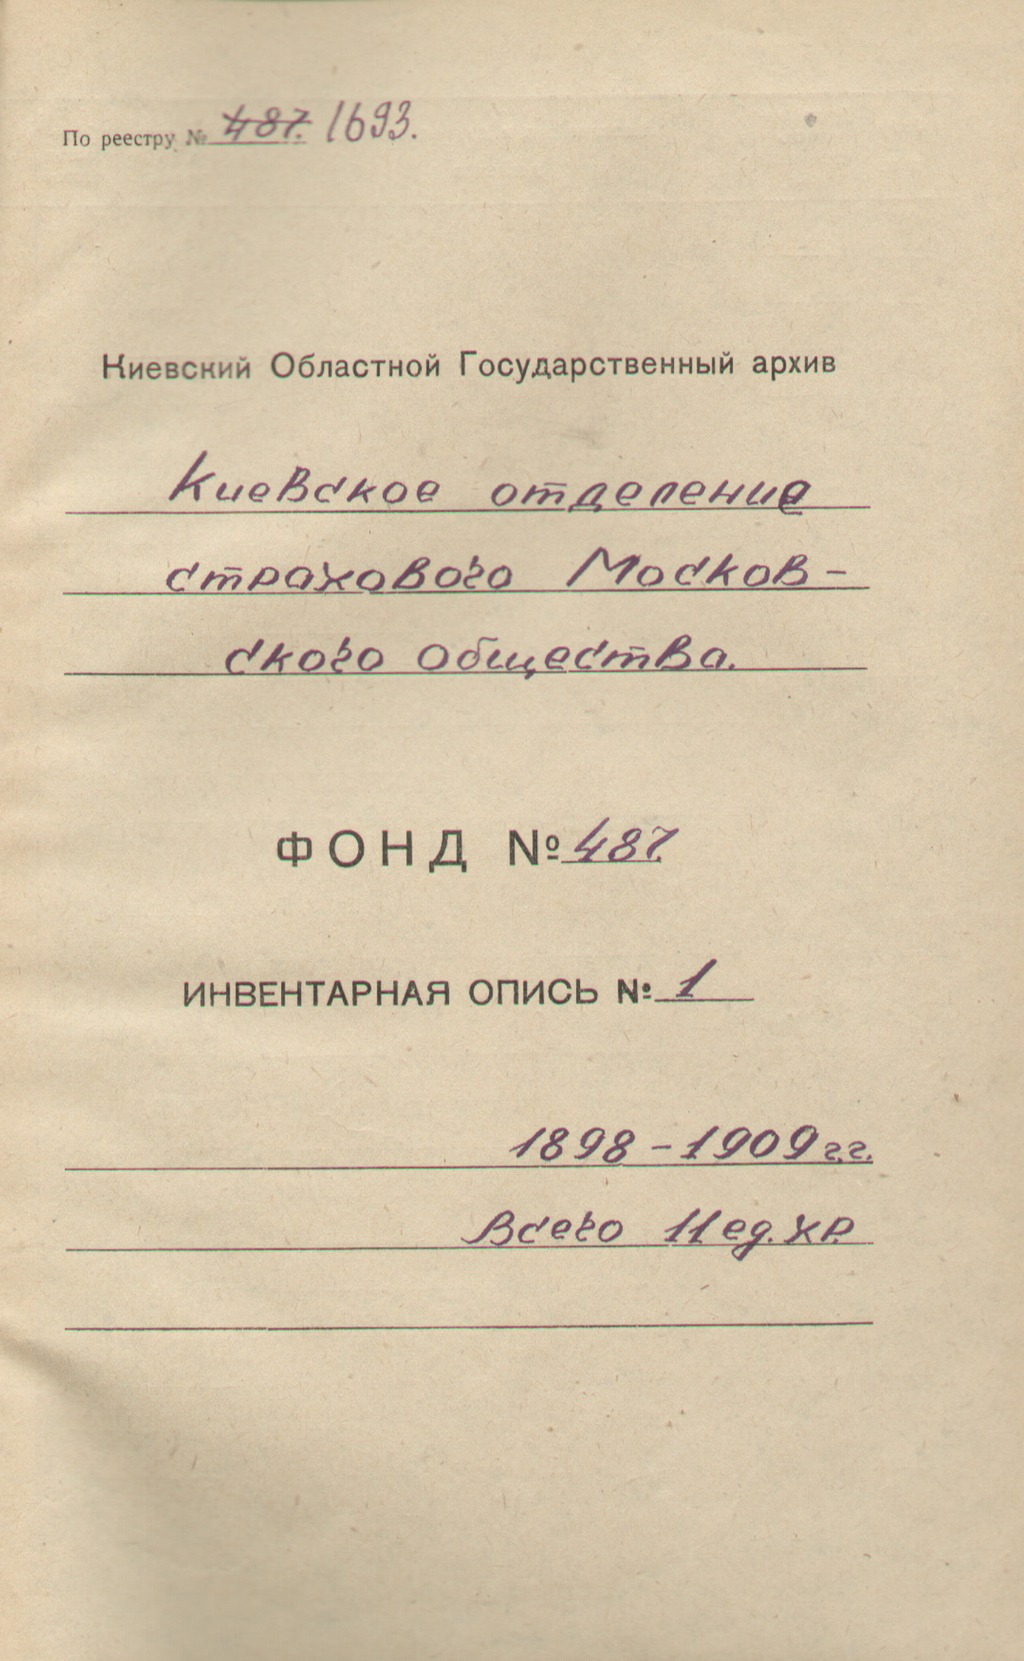 По реестру № 487. 1693.
Киевский Областной Государственный архив
Киевское отделение
страхового Москов-
ского общества.
ФОНД № 487.
ИНВЕНТАРНАЯ ОПИСЬ № 1
1898-1909 г.г.
Всего 11 ед. хр.